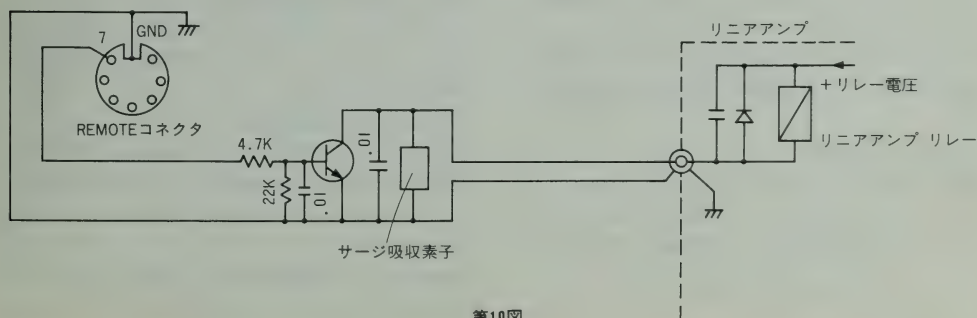 リニアアンプ
7
GND
REMOTEコネクタ
+リレー電圧
リニアアンプ リレー
4.7K
22K
.01
.01
サージ吸収素子
第10図